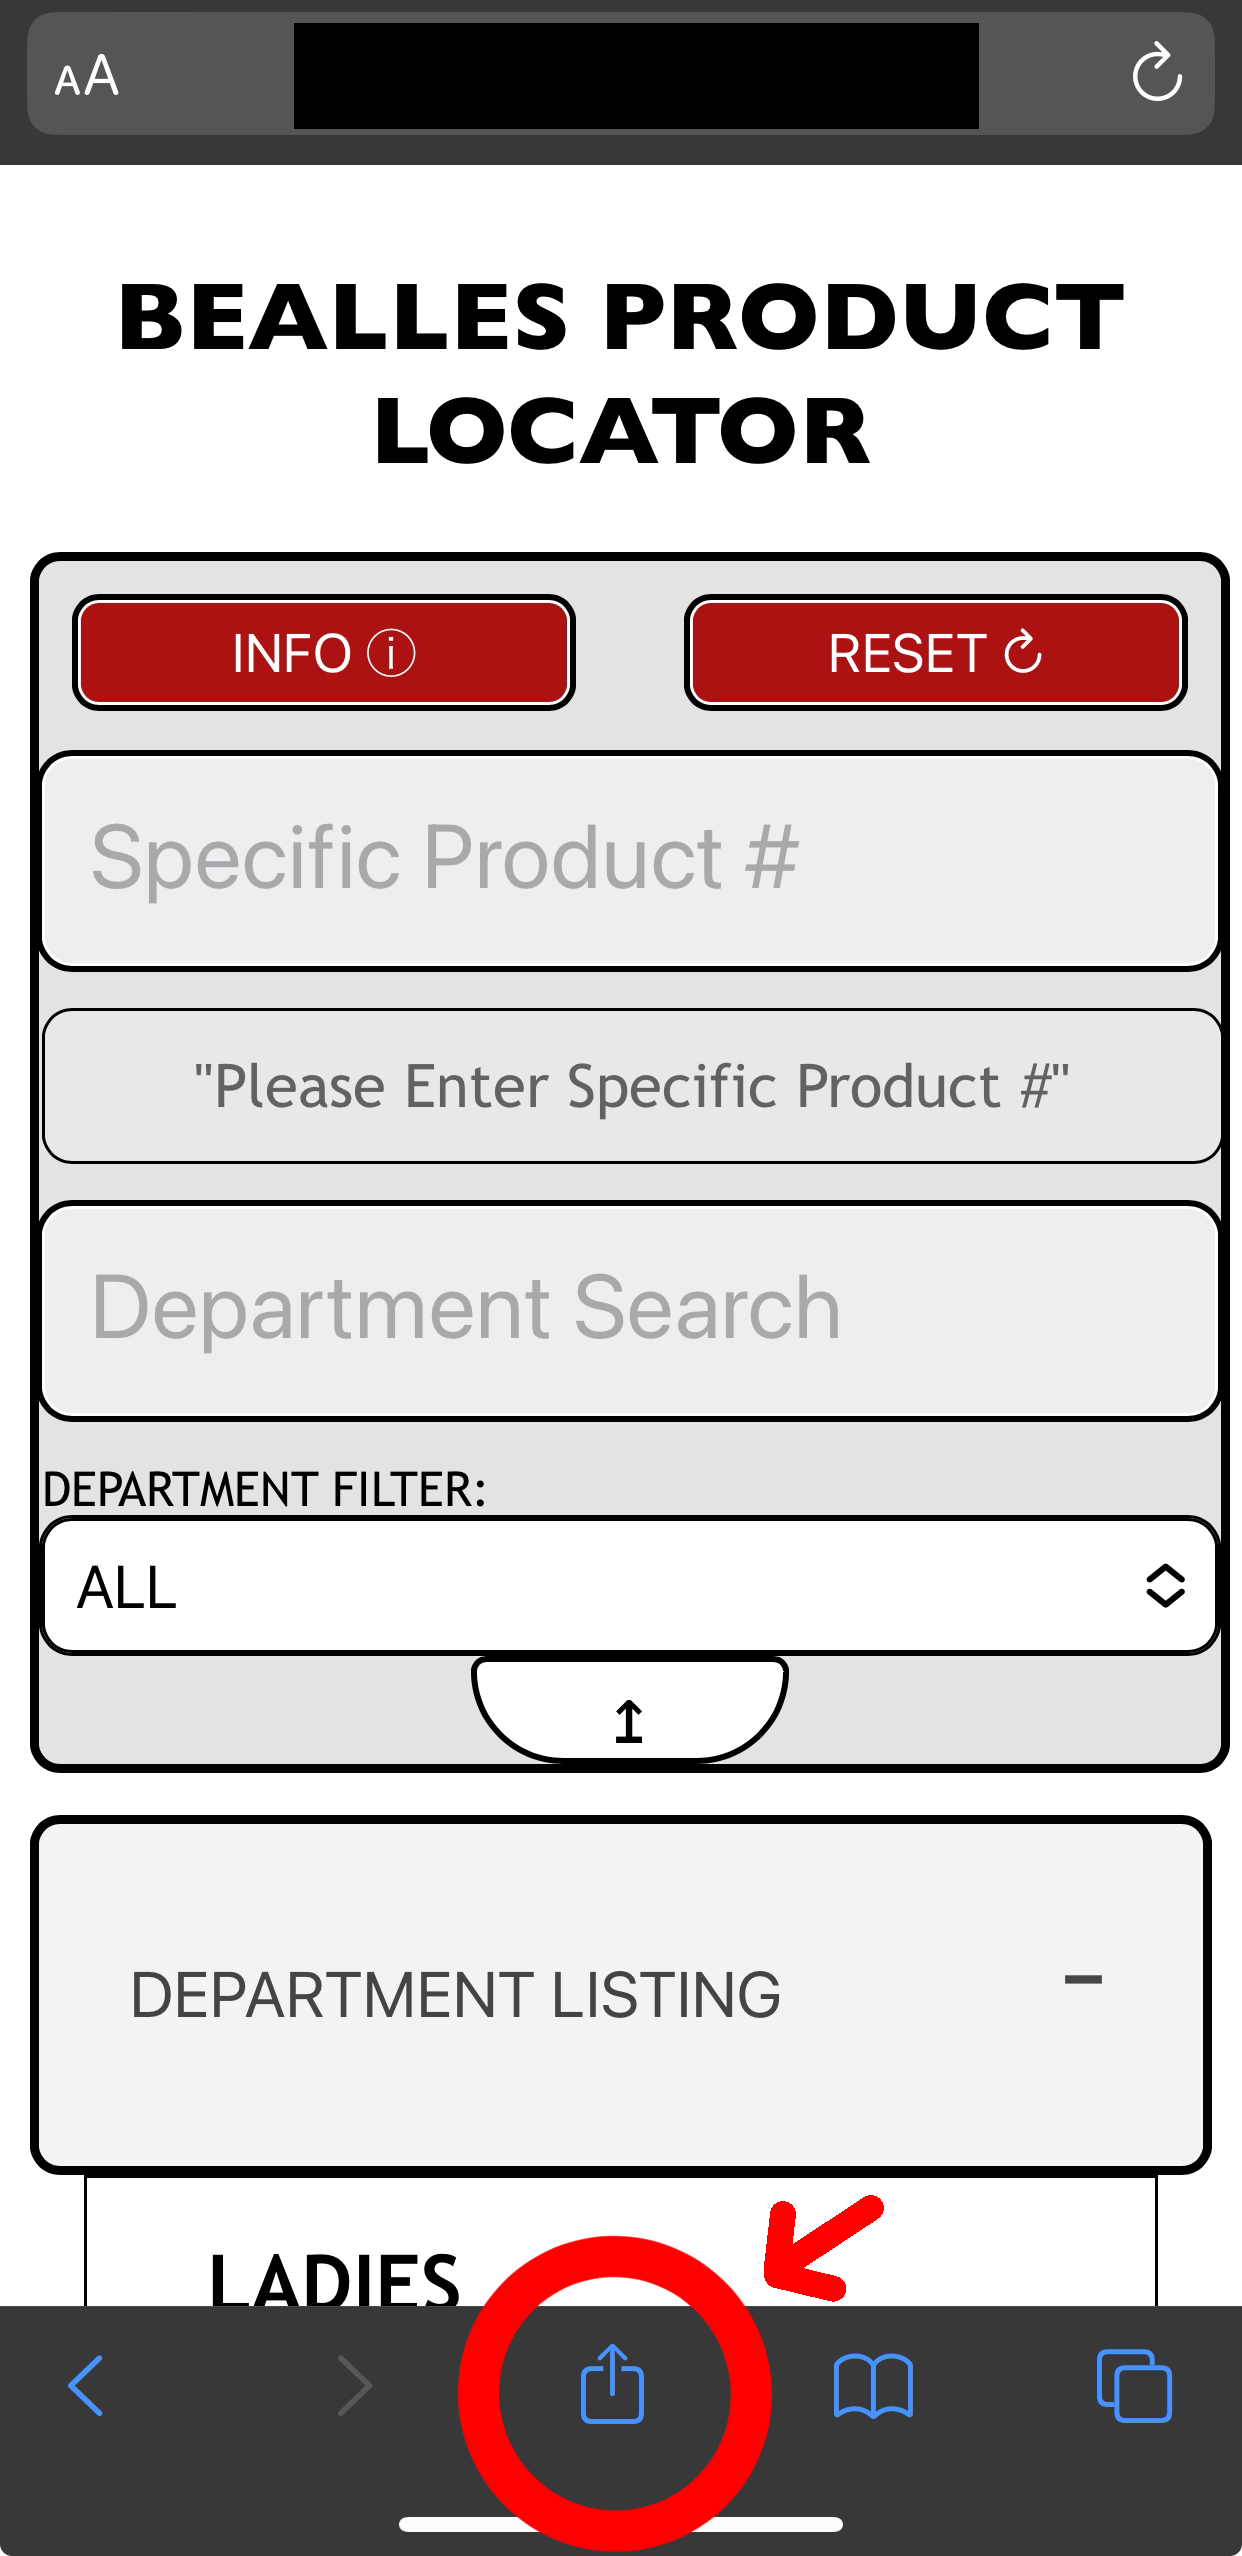 AA
BEALLES PRODUCT
LOCATOR
INFO ⓘ
RESET ↻
Specific Product #
"Please Enter Specific Product #"
Department Search
DEPARTMENT FILTER:
ALL
↥
DEPARTMENT LISTING −
LADIES